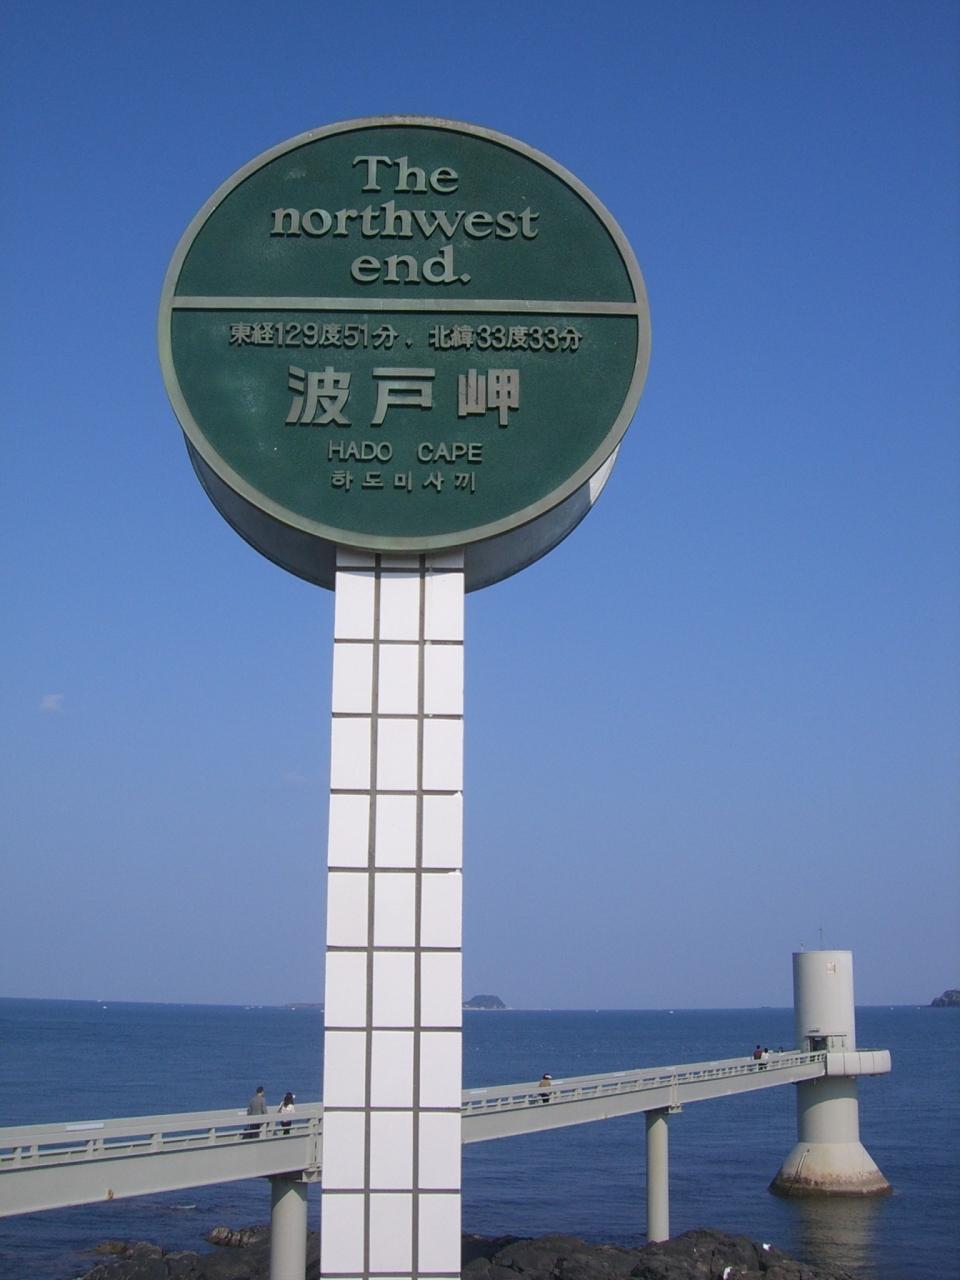 The
northwest
end.
東経129度51分. 北緯33度33分
波戸岬
HADO CAPE
하도미사끼